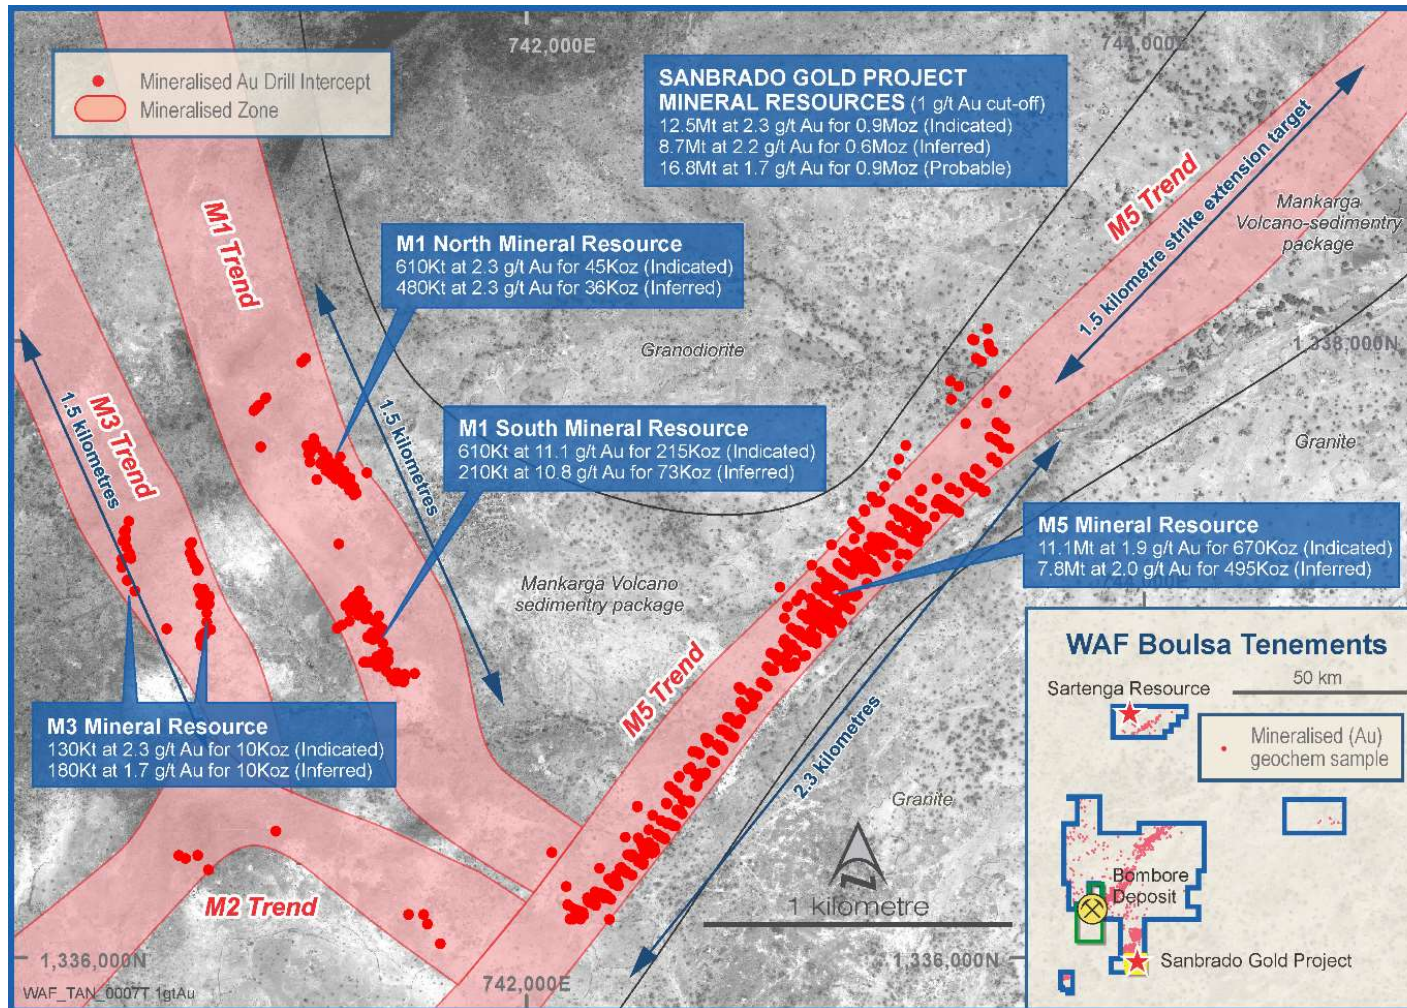 742,000E
744,000E
Mineralised Au Drill Intercept
Mineralised Zone
SANBRADO GOLD PROJECT
MINERAL RESOURCES (1 g/t Au cut-off)
12.5Mt at 2.3 g/t Au for 0.9Moz (Indicated)
8.7Mt at 2.2 g/t Au for 0.6Moz (Inferred)
16.8Mt at 1.7 g/t Au for 0.9Moz (Probable)
M5 Trend
1.5 kilometre strike extension target
Mankarga
Volcano-sedimentry
package
M1 Trend
M1 North Mineral Resource
610Kt at 2.3 g/t Au for 45Koz (Indicated)
480Kt at 2.3 g/t Au for 36Koz (Inferred)
Granodiorite
1,338,000N
M3 Trend
1.5 kilometres
1.5 kilometres
M1 South Mineral Resource
610Kt at 11.1 g/t Au for 215Koz (Indicated)
210Kt at 10.8 g/t Au for 73Koz (Inferred)
Granite
M5 Mineral Resource
11.1Mt at 1.9 g/t Au for 670Koz (Indicated)
7.8Mt at 2.0 g/t Au for 495Koz (Inferred)
Mankarga Volcano
sedimentry package
M5 Trend
2.3 kilometres
M3 Mineral Resource
130Kt at 2.3 g/t Au for 10Koz (Indicated)
180Kt at 1.7 g/t Au for 10Koz (Inferred)
Granite
M2 Trend
N
1 kilometre
1,336,000N
1,336,000N
742,000E
WAF_TAN_0007T 1gtAu
WAF Boulsa Tenements
Sartenga Resource
50 km
Mineralised (Au)
geochem sample
Bombore
Deposit
Sanbrado Gold Project